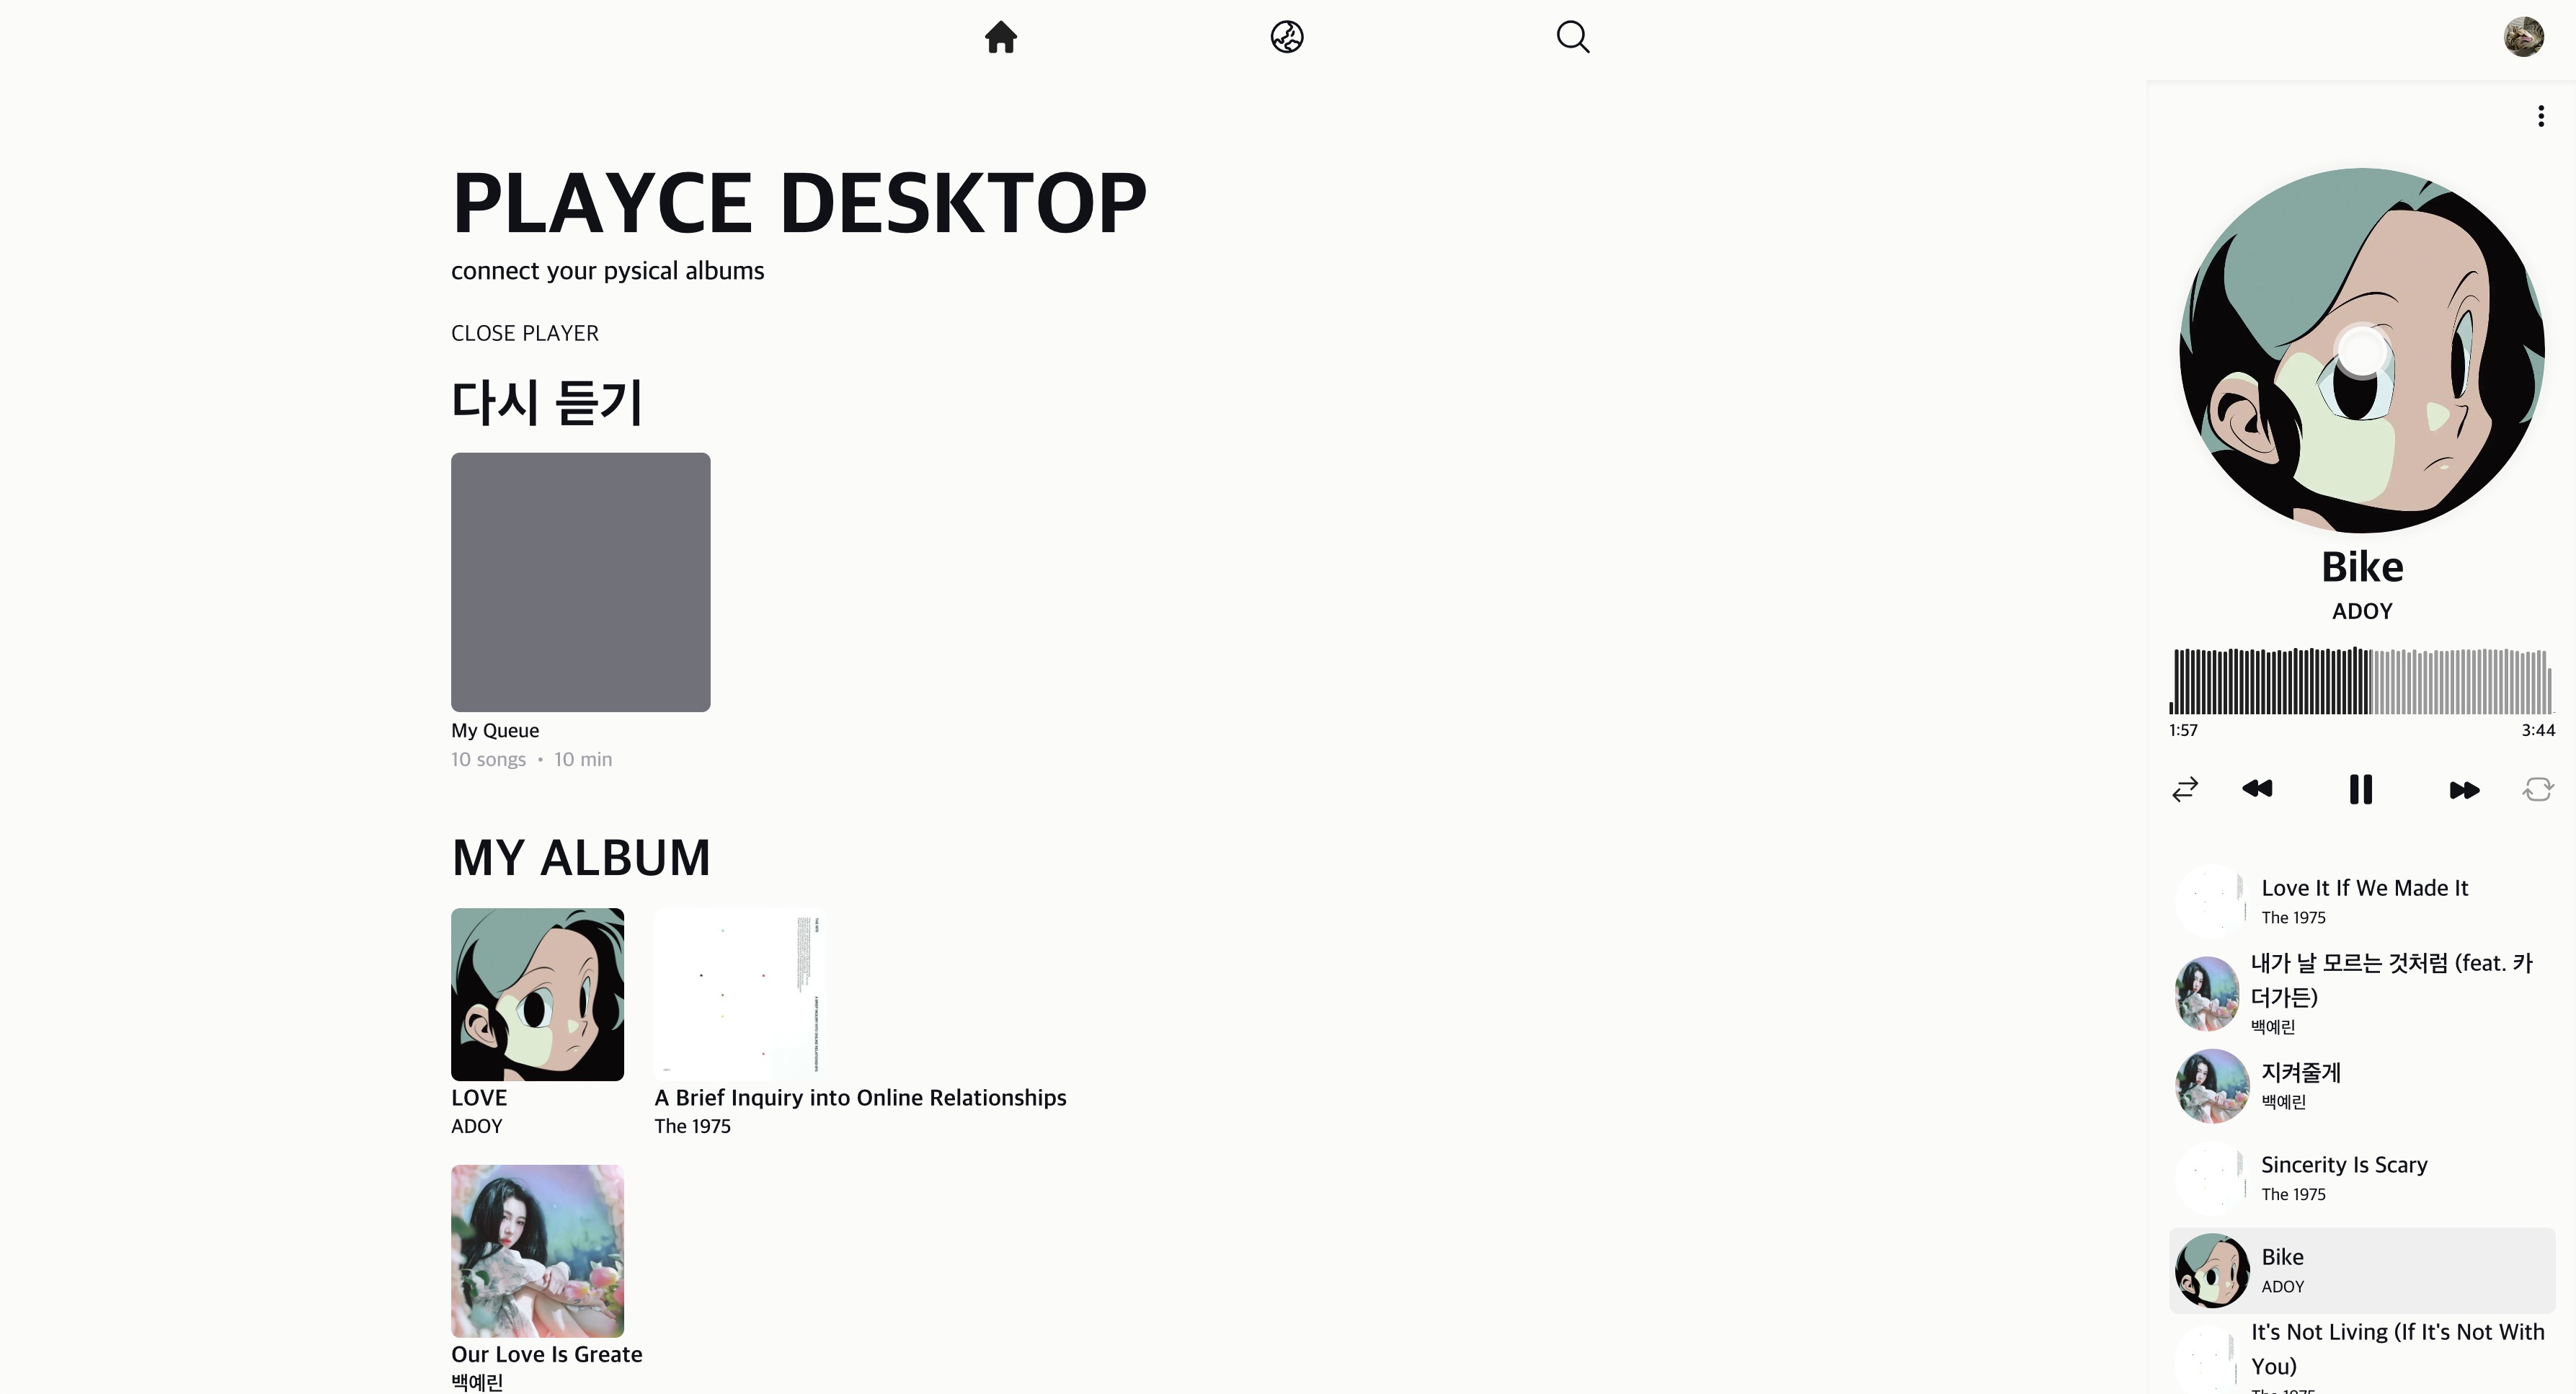 PLAYCE DESKTOP
connect your pysical albums
CLOSE PLAYER
다시 듣기
My Queue
10 songs • 10 min
MY ALBUM
LOVE
ADOY
A Brief Inquiry into Online Relationships
The 1975
Our Love Is Greate
백예린
Bike
ADOY
1:57
3:44
Love It If We Made It
The 1975
내가 날 모르는 것처럼 (feat. 카
더가든)
백예린
지켜줄게
백예린
Sincerity Is Scary
The 1975
Bike
ADOY
It's Not Living (If It's Not With
You)
The 1975